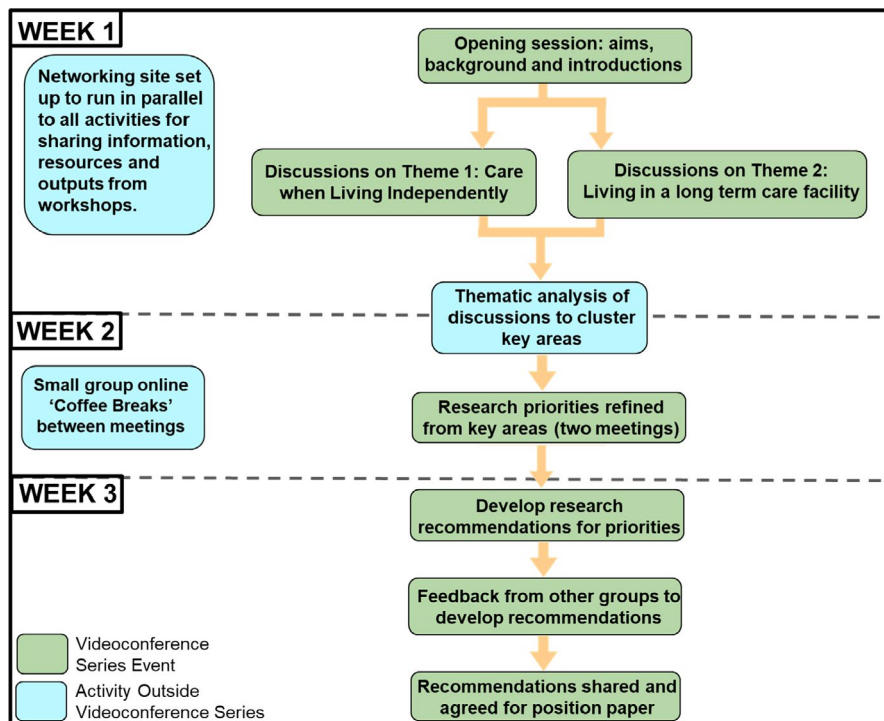 WEEK 1
Networking site set
up to run in parallel
to all activities for
sharing information,
resources and
outputs from
workshops.
Opening session: aims,
background and introductions
Discussions on Theme 1: Care
when Living Independently
Discussions on Theme 2:
Living in a long term care facility
Thematic analysis of
discussions to cluster
key areas
WEEK 2
Small group online
‘Coffee Breaks’
between meetings
Research priorities refined
from key areas (two meetings)
WEEK 3
Develop research
recommendations for priorities
Feedback from other groups to
develop recommendations
Recommendations shared and
agreed for position paper
Videoconference
Series Event
Activity Outside
Videoconference Series